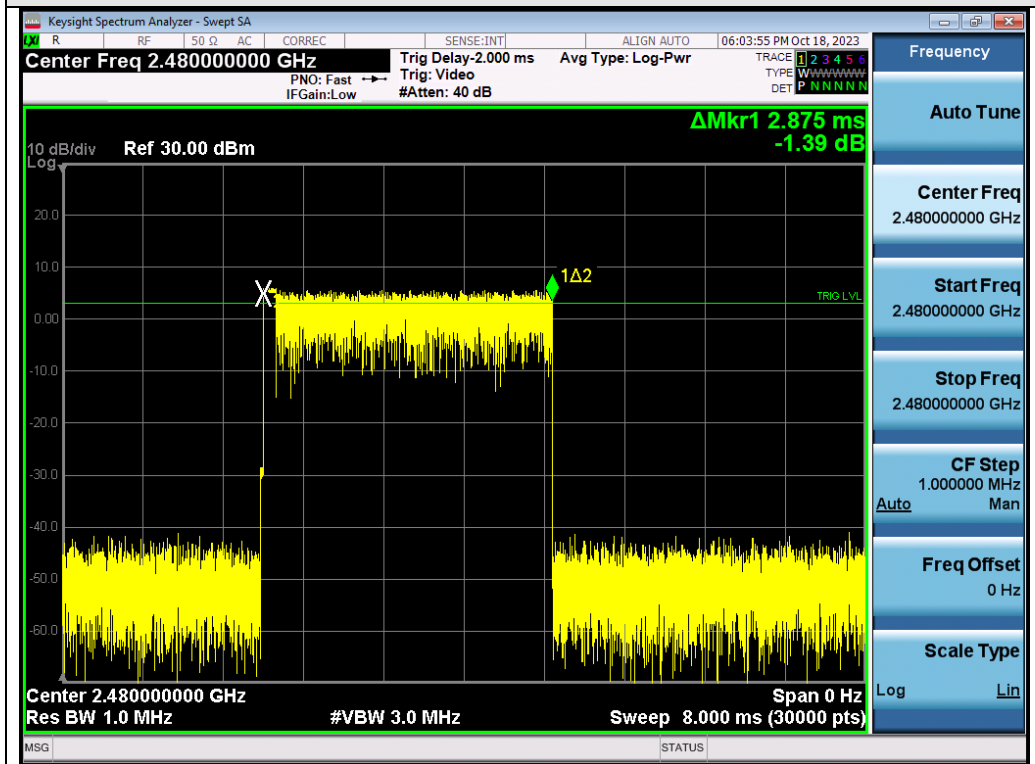 Keysight Spectrum Analyzer - Swept SA
LXI R RF 50 Ω AC CORREC SENSE:INT ALIGN AUTO 06:03:55 PM Oct 18, 2023
Center Freq 2.480000000 GHz
PNO: Fast
IFGain:Low
Trig Delay-2.000 ms
Trig: Video
#Atten: 40 dB
Avg Type: Log-Pwr
TRACE 1 2 3 4 5 6
TYPE WWWWWW
DET P N N N N N
ΔMkr1 2.875 ms
-1.39 dB
10 dB/div Ref 30.00 dBm
Log
20.0
10.0
0.00
-10.0
-20.0
-30.0
-40.0
-50.0
-60.0
1Δ2
TRIG LVL
Center 2.480000000 GHz Span 0 Hz
Res BW 1.0 MHz #VBW 3.0 MHz Sweep 8.000 ms (30000 pts)
MSG STATUS
Frequency
Auto Tune
Center Freq
2.480000000 GHz
Start Freq
2.480000000 GHz
Stop Freq
2.480000000 GHz
CF Step
1.000000 MHz
Auto Man
Freq Offset
0 Hz
Scale Type
Log Lin